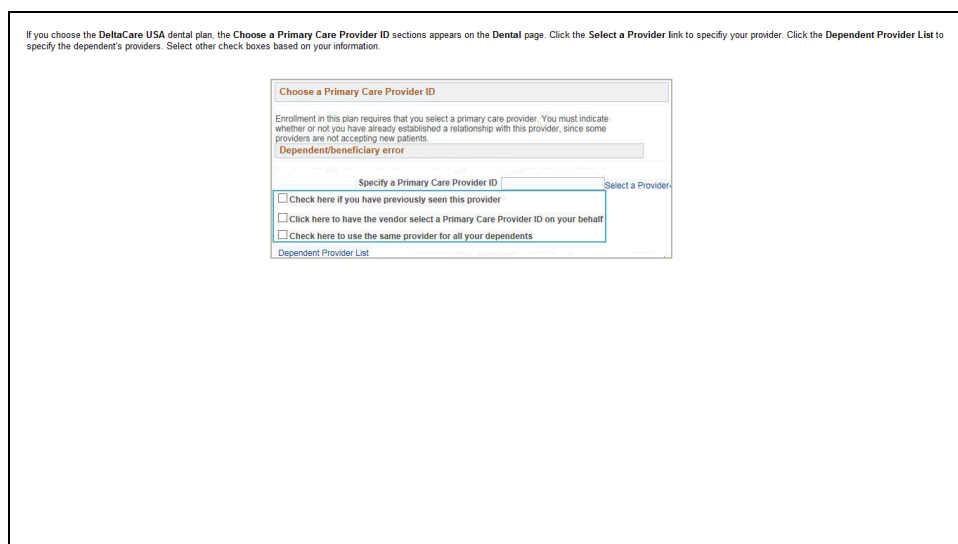 If you choose the DeltaCare USA dental plan, the Choose a Primary Care Provider ID sections appears on the Dental page. Click the Select a Provider link to specifiy your provider. Click the Dependent Provider List to
specify the dependent's providers. Select other check boxes based on your information.
Choose a Primary Care Provider ID
Enrollment in this plan requires that you select a primary care provider. You must indicate
whether or not you have already established a relationship with this provider, since some
providers are not accepting new patients.
Dependent/beneficiary error
Specify a Primary Care Provider ID Select a Provider
Check here if you have previously seen this provider
Click here to have the vendor select a Primary Care Provider ID on your behalf
Check here to use the same provider for all your dependents
Dependent Provider List